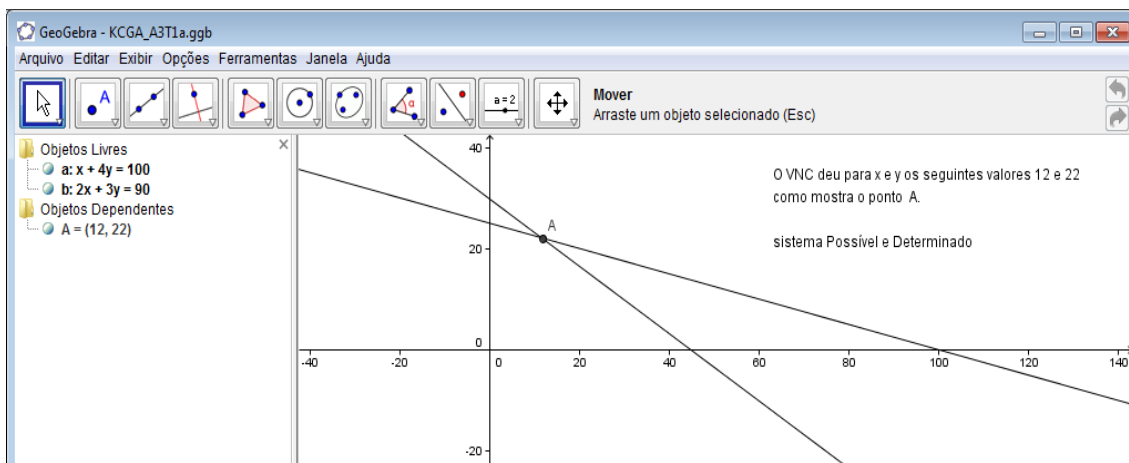 GeoGebra - KCGA_A3T1a.ggb
Arquivo Editar Exibir Opções Ferramentas Janela Ajuda
A
α
a = 2
Mover
Arraste um objeto selecionado (Esc)
Objetos Livres
a: x + 4y = 100
b: 2x + 3y = 90
Objetos Dependentes
A = (12, 22)
40
O VNC deu para x e y os seguintes valores 12 e 22
como mostra o ponto A.
A
sistema Possível e Determinado
20
0
-40 -20 0 20 40 60 80 100 120 140
-20